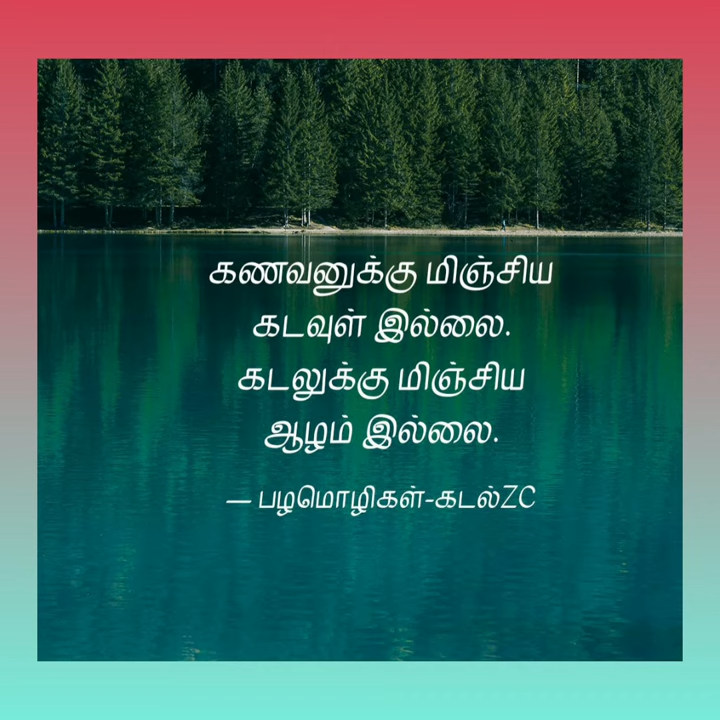 கணவனுக்கு மிஞ்சிய
கடவுள் இல்லை.
கடலுக்கு மிஞ்சிய
ஆழம் இல்லை.
— பழமொழிகள்-கடல்ZC